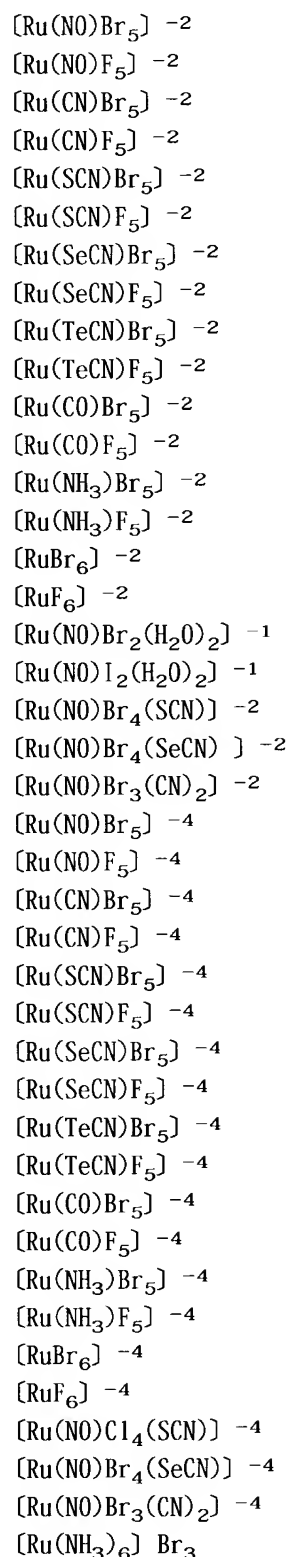 [Ru(NO)Br₅] ⁻²
[Ru(NO)F₅] ⁻²
[Ru(CN)Br₅] ⁻²
[Ru(CN)F₅] ⁻²
[Ru(SCN)Br₅] ⁻²
[Ru(SCN)F₅] ⁻²
[Ru(SeCN)Br₅] ⁻²
[Ru(SeCN)F₅] ⁻²
[Ru(TeCN)Br₅] ⁻²
[Ru(TeCN)F₅] ⁻²
[Ru(CO)Br₅] ⁻²
[Ru(CO)F₅] ⁻²
[Ru(NH₃)Br₅] ⁻²
[Ru(NH₃)F₅] ⁻²
[RuBr₆] ⁻²
[RuF₆] ⁻²
[Ru(NO)Br₂(H₂O)₂] ⁻¹
[Ru(NO)I₂(H₂O)₂] ⁻¹
[Ru(NO)Br₄(SCN)] ⁻²
[Ru(NO)Br₄(SeCN) ] ⁻²
[Ru(NO)Br₃(CN)₂] ⁻²
[Ru(NO)Br₅] ⁻⁴
[Ru(NO)F₅] ⁻⁴
[Ru(CN)Br₅] ⁻⁴
[Ru(CN)F₅] ⁻⁴
[Ru(SCN)Br₅] ⁻⁴
[Ru(SCN)F₅] ⁻⁴
[Ru(SeCN)Br₅] ⁻⁴
[Ru(SeCN)F₅] ⁻⁴
[Ru(TeCN)Br₅] ⁻⁴
[Ru(TeCN)F₅] ⁻⁴
[Ru(CO)Br₅] ⁻⁴
[Ru(CO)F₅] ⁻⁴
[Ru(NH₃)Br₅] ⁻⁴
[Ru(NH₃)F₅] ⁻⁴
[RuBr₆] ⁻⁴
[RuF₆] ⁻⁴
[Ru(NO)Cl₄(SCN)] ⁻⁴
[Ru(NO)Br₄(SeCN)] ⁻⁴
[Ru(NO)Br₃(CN)₂] ⁻⁴
[Ru(NH₃)₆] Br₃